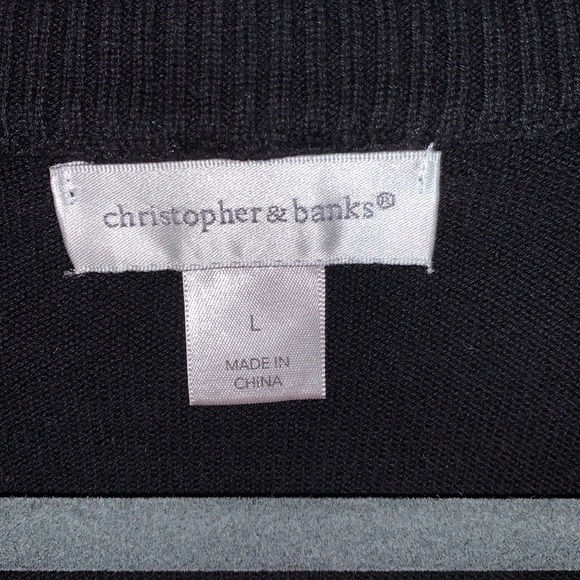 christopher & banks®
L
MADE IN
CHINA